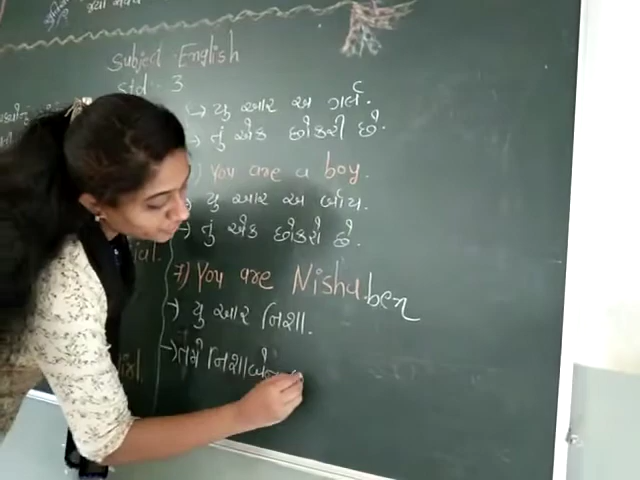 Subject : English
Std : 3
→ યુ આર અ ગર્લ.
તું એક છોકરી છે.
) You are a boy.
→ યુ આર અ બોય.
→ તું એક છોકરો છે.
7) You are Nishaben
→ યુ આર નિશા.
→ તમે નિશાબેન